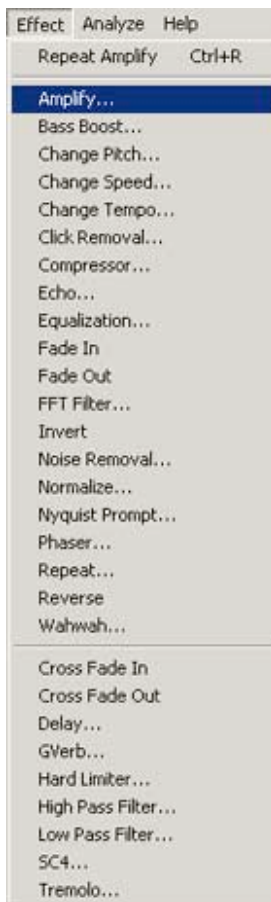 Effect Analyze Help
Repeat Amplify Ctrl+R
Amplify...
Bass Boost...
Change Pitch...
Change Speed...
Change Tempo...
Click Removal...
Compressor...
Echo...
Equalization...
Fade In
Fade Out
FFT Filter...
Invert
Noise Removal...
Normalize...
Nyquist Prompt...
Phaser...
Repeat...
Reverse
Wahwah...
Cross Fade In
Cross Fade Out
Delay...
GVerb...
Hard Limiter...
High Pass Filter...
Low Pass Filter...
SC4...
Tremolo...